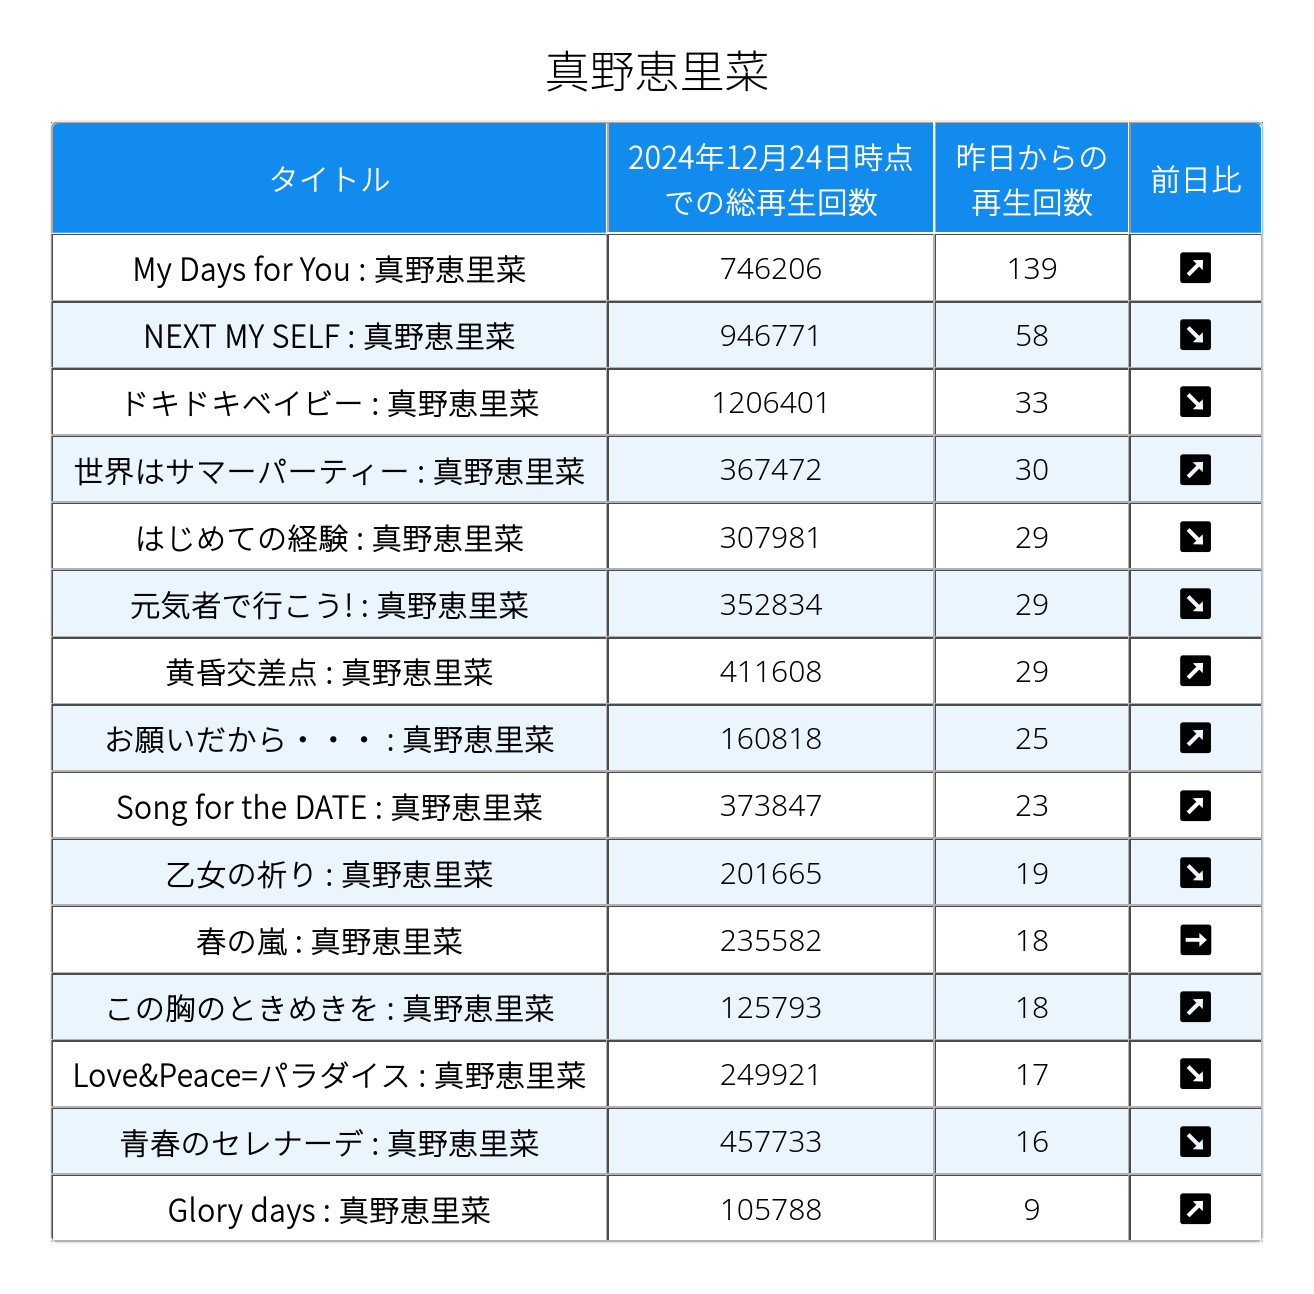 真野恵里菜
タイトル
2024年12月24日時点
での総再生回数
昨日からの
再生回数
前日比
My Days for You : 真野恵里菜 746206 139 ↗
NEXT MY SELF : 真野恵里菜 946771 58 ↘
ドキドキベイビー : 真野恵里菜 1206401 33 ↘
世界はサマーパーティー : 真野恵里菜 367472 30 ↗
はじめての経験 : 真野恵里菜 307981 29 ↘
元気者で行こう! : 真野恵里菜 352834 29 ↘
黄昏交差点 : 真野恵里菜 411608 29 ↗
お願いだから・・・ : 真野恵里菜 160818 25 ↗
Song for the DATE : 真野恵里菜 373847 23 ↗
乙女の祈り : 真野恵里菜 201665 19 ↘
春の嵐 : 真野恵里菜 235582 18 →
この胸のときめきを : 真野恵里菜 125793 18 ↗
Love&Peace=パラダイス : 真野恵里菜 249921 17 ↘
青春のセレナーデ : 真野恵里菜 457733 16 ↘
Glory days : 真野恵里菜 105788 9 ↗